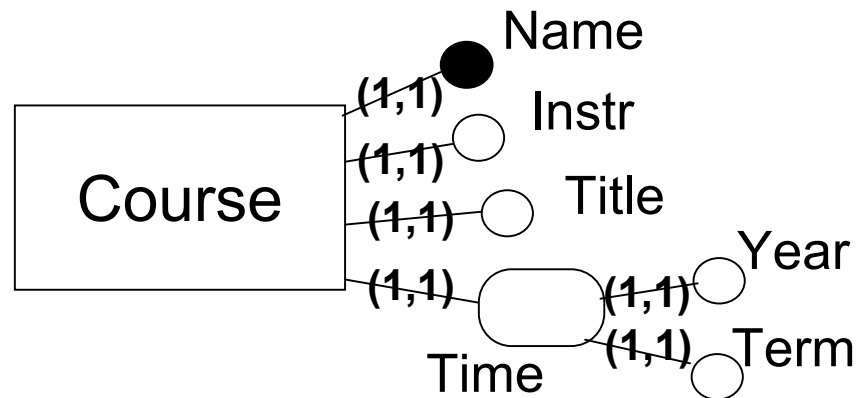 Name
(1,1)
Instr
(1,1)
Course
Title
(1,1)
Year
(1,1)
(1,1)
Term
(1,1)
Time